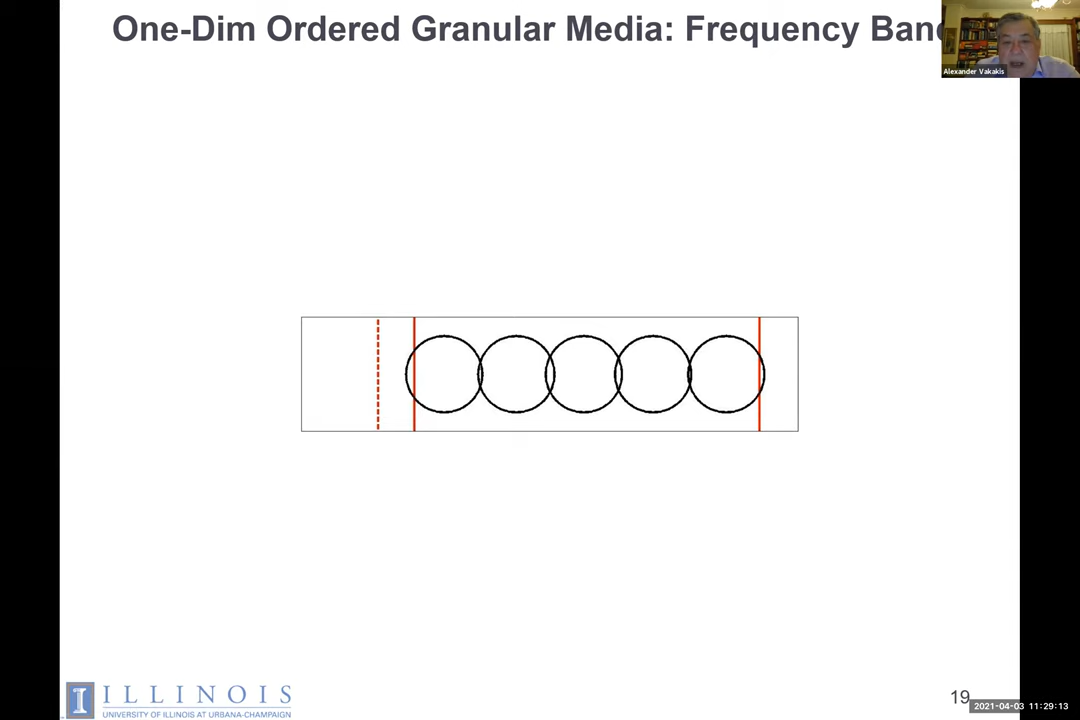 One-Dim Ordered Granular Media: Frequency Ban
Alexander Vakakis
I ILLINOIS
UNIVERSITY OF ILLINOIS AT URBANA-CHAMPAIGN
19
2021-04-03 11:29:13